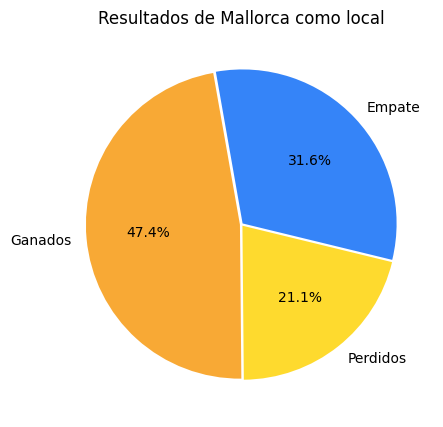 Resultados de Mallorca como local
Empate
31.6%
47.4%
Ganados
21.1%
Perdidos